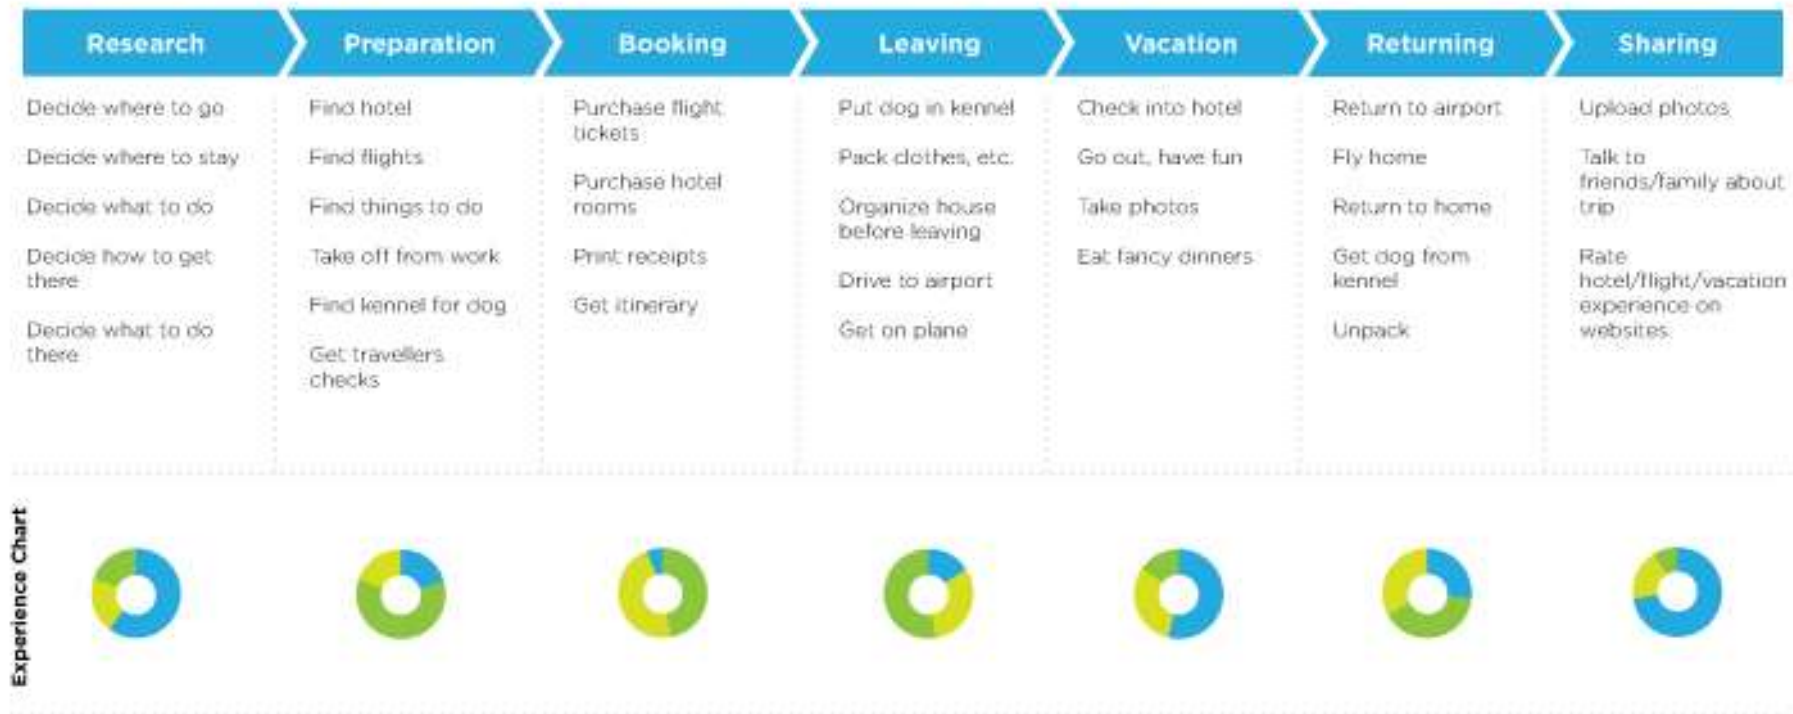 Research
Preparation
Booking
Leaving
Vacation
Returning
Sharing
Decide where to go
Decide where to stay
Decide what to do
Decide how to get
there
Decide what to do
there
Find hotel
Find flights
Find things to do
Take off from work
Find kennel for dog
Get travellers
checks
Purchase flight
tickets
Purchase hotel
rooms
Print receipts
Get itinerary
Put dog in kennel
Pack clothes, etc.
Organize house
before leaving
Drive to airport
Get on plane
Check into hotel
Go out, have fun
Take photos
Eat fancy dinners
Return to airport
Fly home
Return to home
Get dog from
kennel
Unpack
Upload photos
Talk to
friends/family about
trip
Rate
hotel/flight/vacation
experience on
websites
Experience Chart